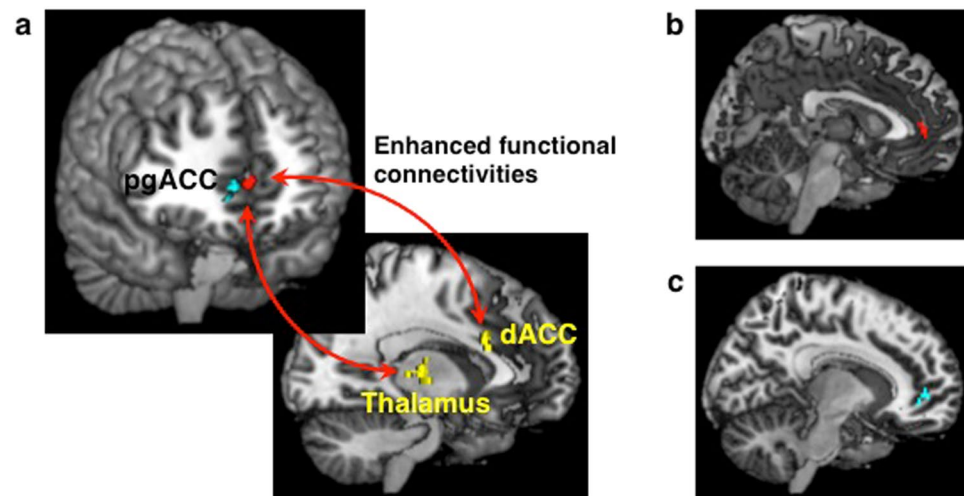 a
b
Enhanced functional
connectivities
pgACC
dACC
Thalamus
c